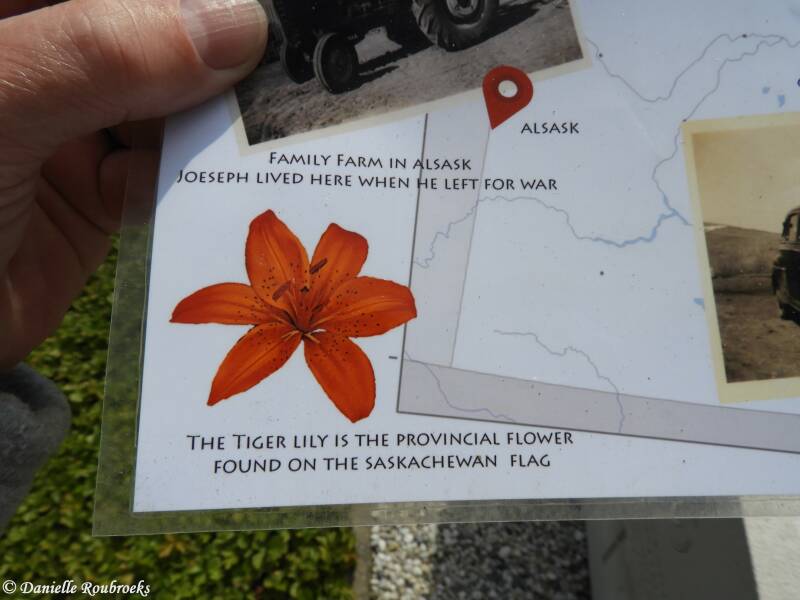 ALSASK
FAMILY FARM IN ALSASK
JOESEPH LIVED HERE WHEN HE LEFT FOR WAR
THE TIGER LILY IS THE PROVINCIAL FLOWER
FOUND ON THE SASKACHEWAN FLAG
© Danielle Roubroeks